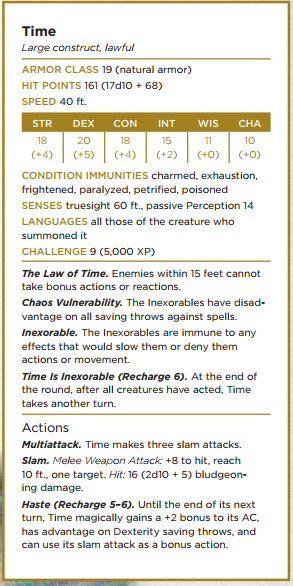 Time
Large construct, lawful
ARMOR CLASS 19 (natural armor)
HIT POINTS 161 (17d10 + 68)
SPEED 40 ft.
STR DEX CON INT WIS CHA
18 20 18 15 11 10
(+4) (+5) (+4) (+2) (+0) (+0)
CONDITION IMMUNITIES charmed, exhaustion,
frightened, paralyzed, petrified, poisoned
SENSES truesight 60 ft., passive Perception 14
LANGUAGES all those of the creature who
summoned it
CHALLENGE 9 (5,000 XP)
The Law of Time. Enemies within 15 feet cannot
take bonus actions or reactions.
Chaos Vulnerability. The Inexorables have disad-
vantage on all saving throws against spells.
Inexorable. The Inexorables are immune to any
effects that would slow them or deny them
actions or movement.
Time Is Inexorable (Recharge 6). At the end of
the round, after all creatures have acted, Time
takes another turn.
Actions
Multiattack. Time makes three slam attacks.
Slam. Melee Weapon Attack: +8 to hit, reach
10 ft., one target. Hit: 16 (2d10 + 5) bludgeon-
ing damage.
Haste (Recharge 5–6). Until the end of its next
turn, Time magically gains a +2 bonus to its AC,
has advantage on Dexterity saving throws, and
can use its slam attack as a bonus action.